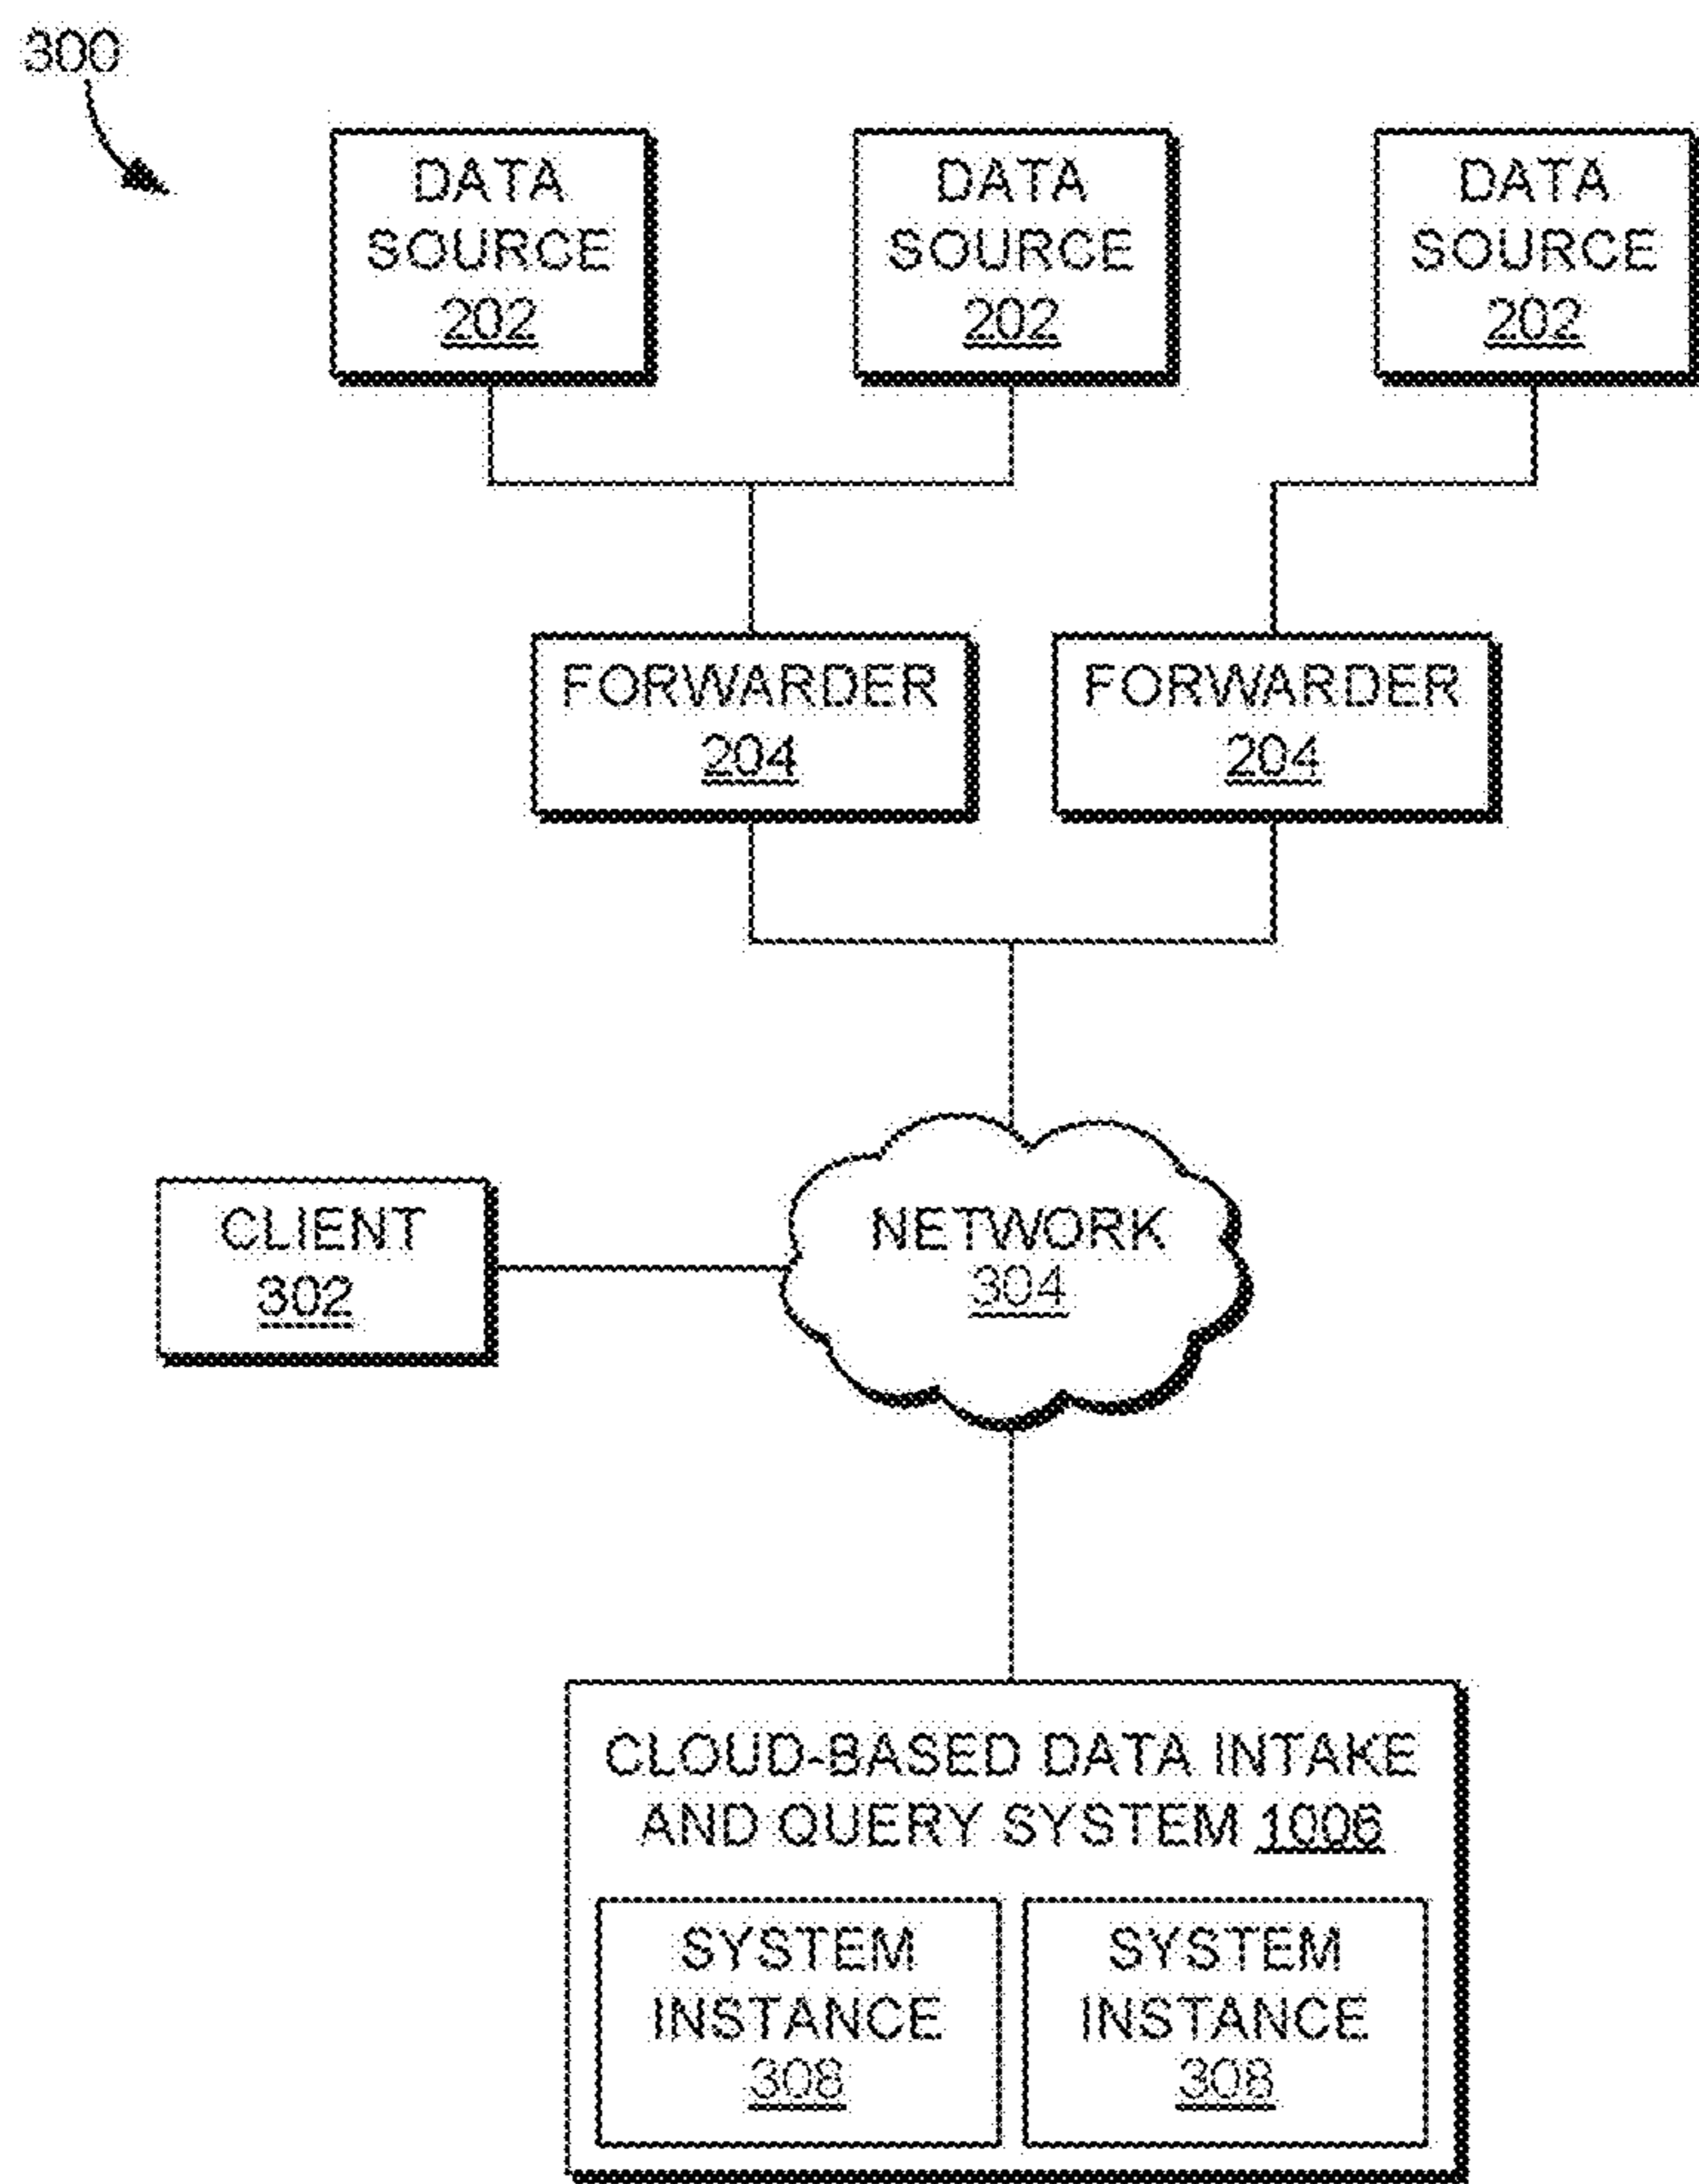 300
DATA
SOURCE
202
DATA
SOURCE
202
DATA
SOURCE
202
FORWARDER
204
FORWARDER
204
CLIENT
302
NETWORK
304
CLOUD-BASED DATA INTAKE
AND QUERY SYSTEM 1006
SYSTEM
INSTANCE
308
SYSTEM
INSTANCE
308